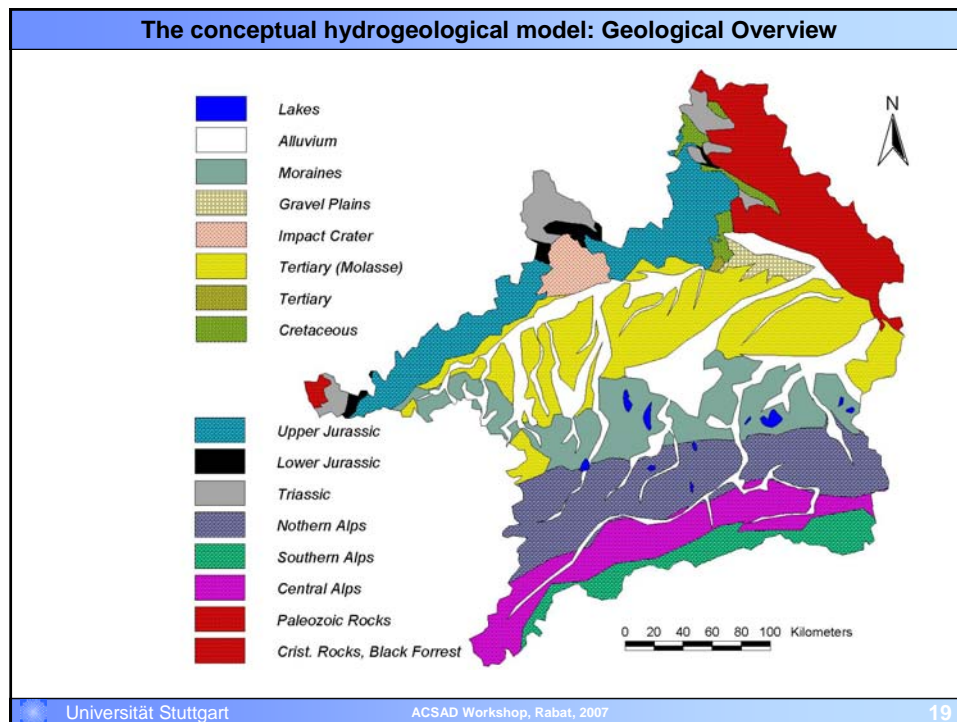 The conceptual hydrogeological model: Geological Overview
Lakes
Alluvium
Moraines
Gravel Plains
Impact Crater
Tertiary (Molasse)
Tertiary
Cretaceous
Upper Jurassic
Lower Jurassic
Triassic
Nothern Alps
Southern Alps
Central Alps
Paleozoic Rocks
Crist. Rocks, Black Forrest
N
0 20 40 60 80 100 Kilometers
Universität Stuttgart
ACSAD Workshop, Rabat, 2007
19